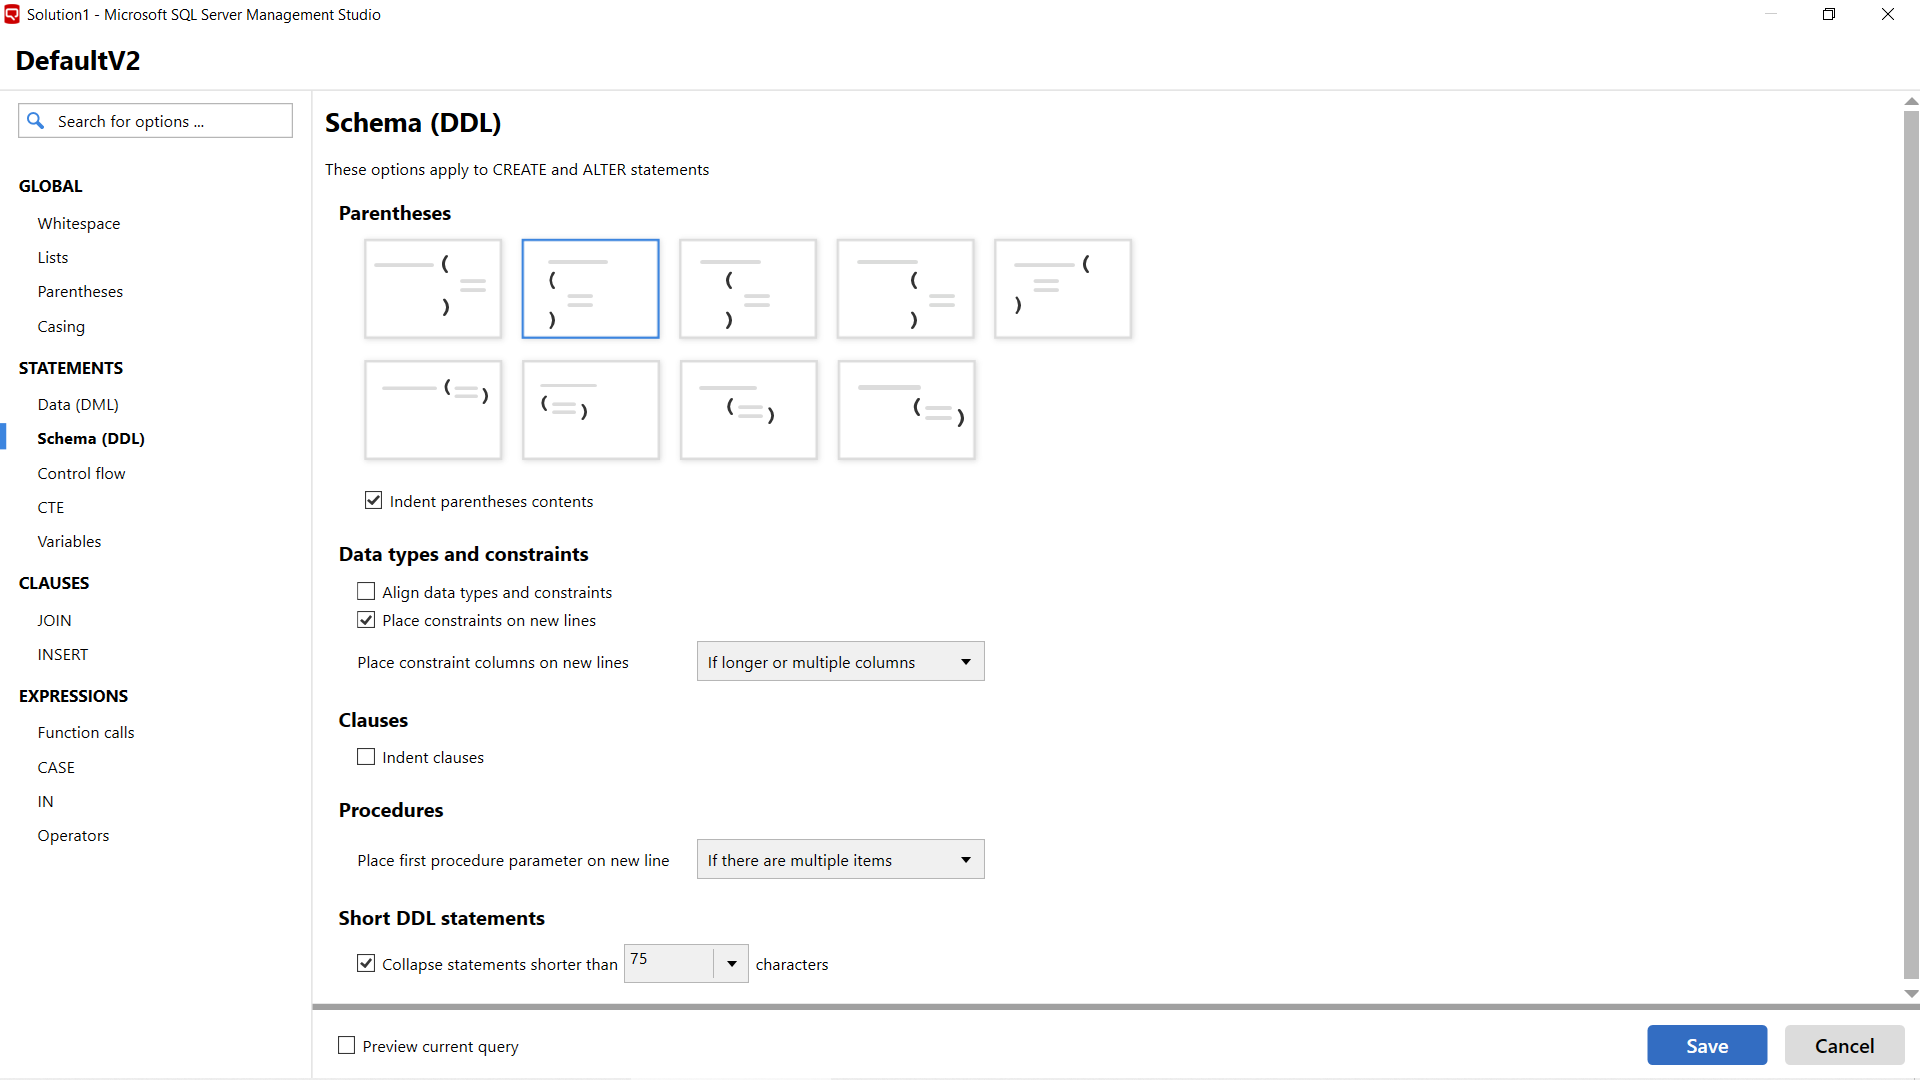 Solution1 - Microsoft SQL Server Management Studio
DefaultV2
Search for options ...
GLOBAL
Whitespace
Lists
Parentheses
Casing
STATEMENTS
Data (DML)
Schema (DDL)
Control flow
CTE
Variables
CLAUSES
JOIN
INSERT
EXPRESSIONS
Function calls
CASE
IN
Operators
Schema (DDL)
These options apply to CREATE and ALTER statements
Parentheses
Indent parentheses contents
Data types and constraints
Align data types and constraints
Place constraints on new lines
Place constraint columns on new lines If longer or multiple columns
Clauses
Indent clauses
Procedures
Place first procedure parameter on new line If there are multiple items
Short DDL statements
Collapse statements shorter than 75 characters
Preview current query
Save Cancel